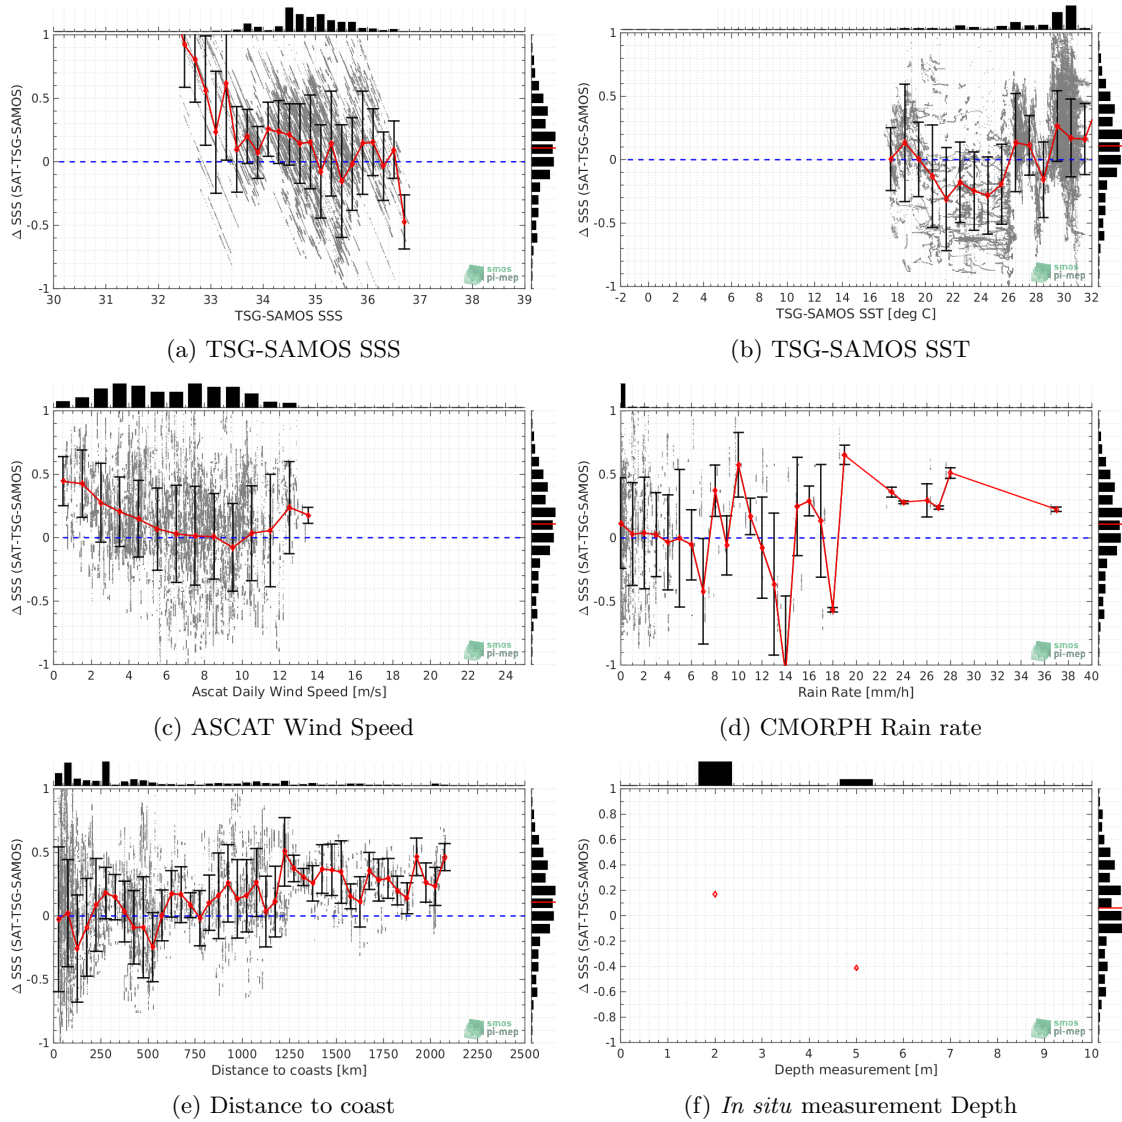 1
0.5
0
-0.5
-1
Δ SSS (SAT-TSG-SAMOS)
30 31 32 33 34 35 36 37 38 39
TSG-SAMOS SSS
smos
pi-mep
(a) TSG-SAMOS SSS
1
0.5
0
-0.5
-1
Δ SSS (SAT-TSG-SAMOS)
-2 0 2 4 6 8 10 12 14 16 18 20 22 24 26 28 30 32
TSG-SAMOS SST [deg C]
smos
pi-mep
(b) TSG-SAMOS SST
1
0.5
0
-0.5
-1
Δ SSS (SAT-TSG-SAMOS)
0 2 4 6 8 10 12 14 16 18 20 22 24
Ascat Daily Wind Speed [m/s]
smos
pi-mep
(c) ASCAT Wind Speed
1
0.5
0
-0.5
-1
Δ SSS (SAT-TSG-SAMOS)
0 2 4 6 8 10 12 14 16 18 20 22 24 26 28 30 32 34 36 38 40
Rain Rate [mm/h]
smos
pi-mep
(d) CMORPH Rain rate
1
0.5
0
-0.5
-1
Δ SSS (SAT-TSG-SAMOS)
0 250 500 750 1000 1250 1500 1750 2000 2250 2500
Distance to coasts [km]
smos
pi-mep
(e) Distance to coast
1
0.8
0.6
0.4
0.2
0
-0.2
-0.4
-0.6
-0.8
-1
Δ SSS (SAT-TSG-SAMOS)
0 1 2 3 4 5 6 7 8 9 10
Depth measurement [m]
smos
pi-mep
(f) In situ measurement Depth